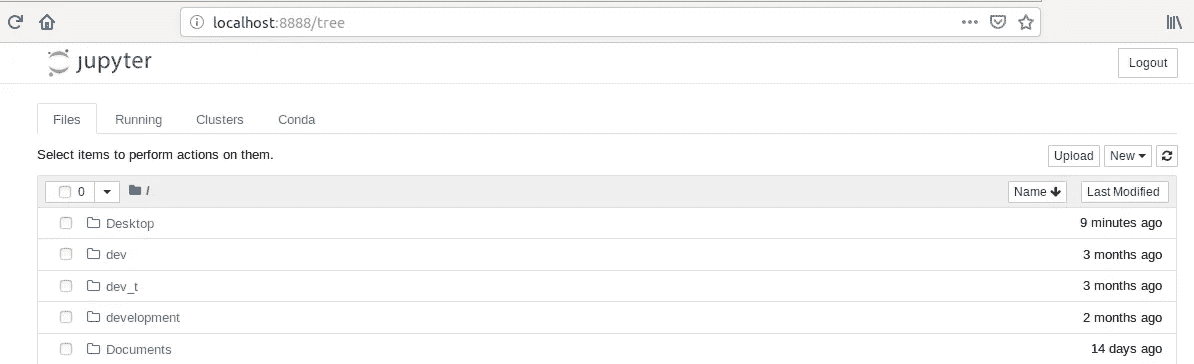 localhost:8888/tree
jupyter Logout
Files Running Clusters Conda
Select items to perform actions on them. Upload New
0 / Name Last Modified
Desktop 9 minutes ago
dev 3 months ago
dev_t 3 months ago
development 2 months ago
Documents 14 days ago